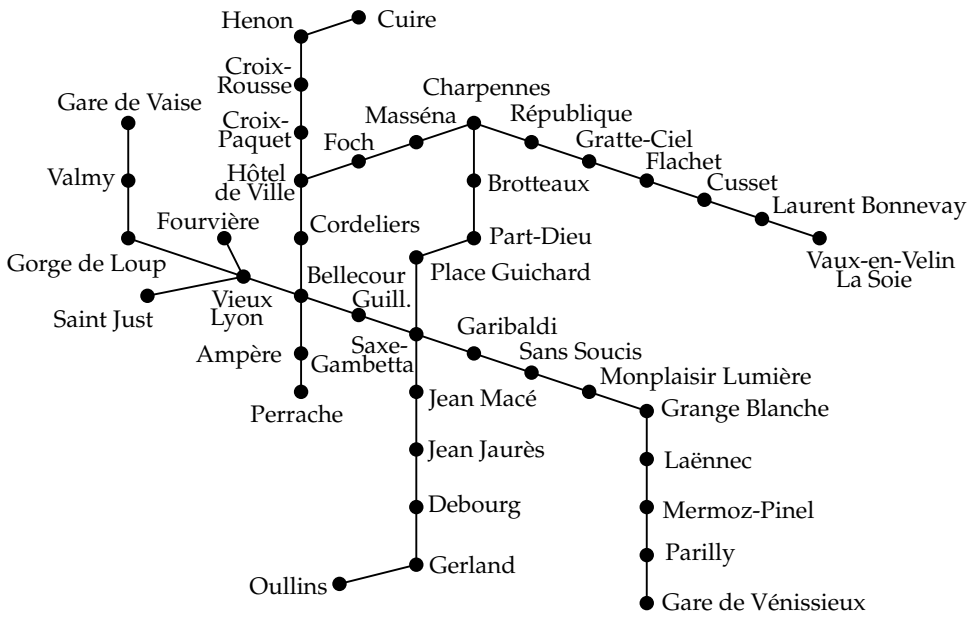 Henon
Cuire
Croix-
Rousse
Charpennes
Gare de Vaise
Croix-
Paquet
Masséna
République
Foch
Gratte-Ciel
Valmy
Hôtel
de Ville
Flachet
Brotteaux
Cusset
Fourvière
Cordeliers
Laurent Bonnevay
Gorge de Loup
Part-Dieu
Vaux-en-Velin
La Soie
Bellecour
Place Guichard
Saint Just
Vieux
Lyon
Guill.
Garibaldi
Saxe-
Gambetta
Sans Soucis
Ampère
Monplaisir Lumière
Perrache
Jean Macé
Grange Blanche
Jean Jaurès
Laënnec
Debourg
Mermoz-Pinel
Parilly
Gerland
Oullins
Gare de Vénissieux